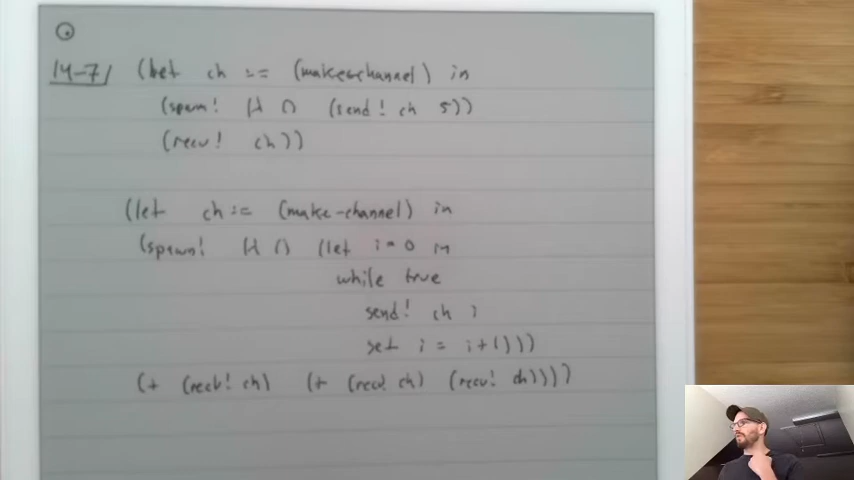 14-7/ (let ch := (make-channel) in
(spawn! (λ () (send! ch 5))
(recv! ch))
(let ch := (make-channel) in
(spawn! (λ () (let i = 0 in
while true
send! ch i
set i = i+1)))
(+ (recv! ch) (+ (recv! ch) (recv! ch))))